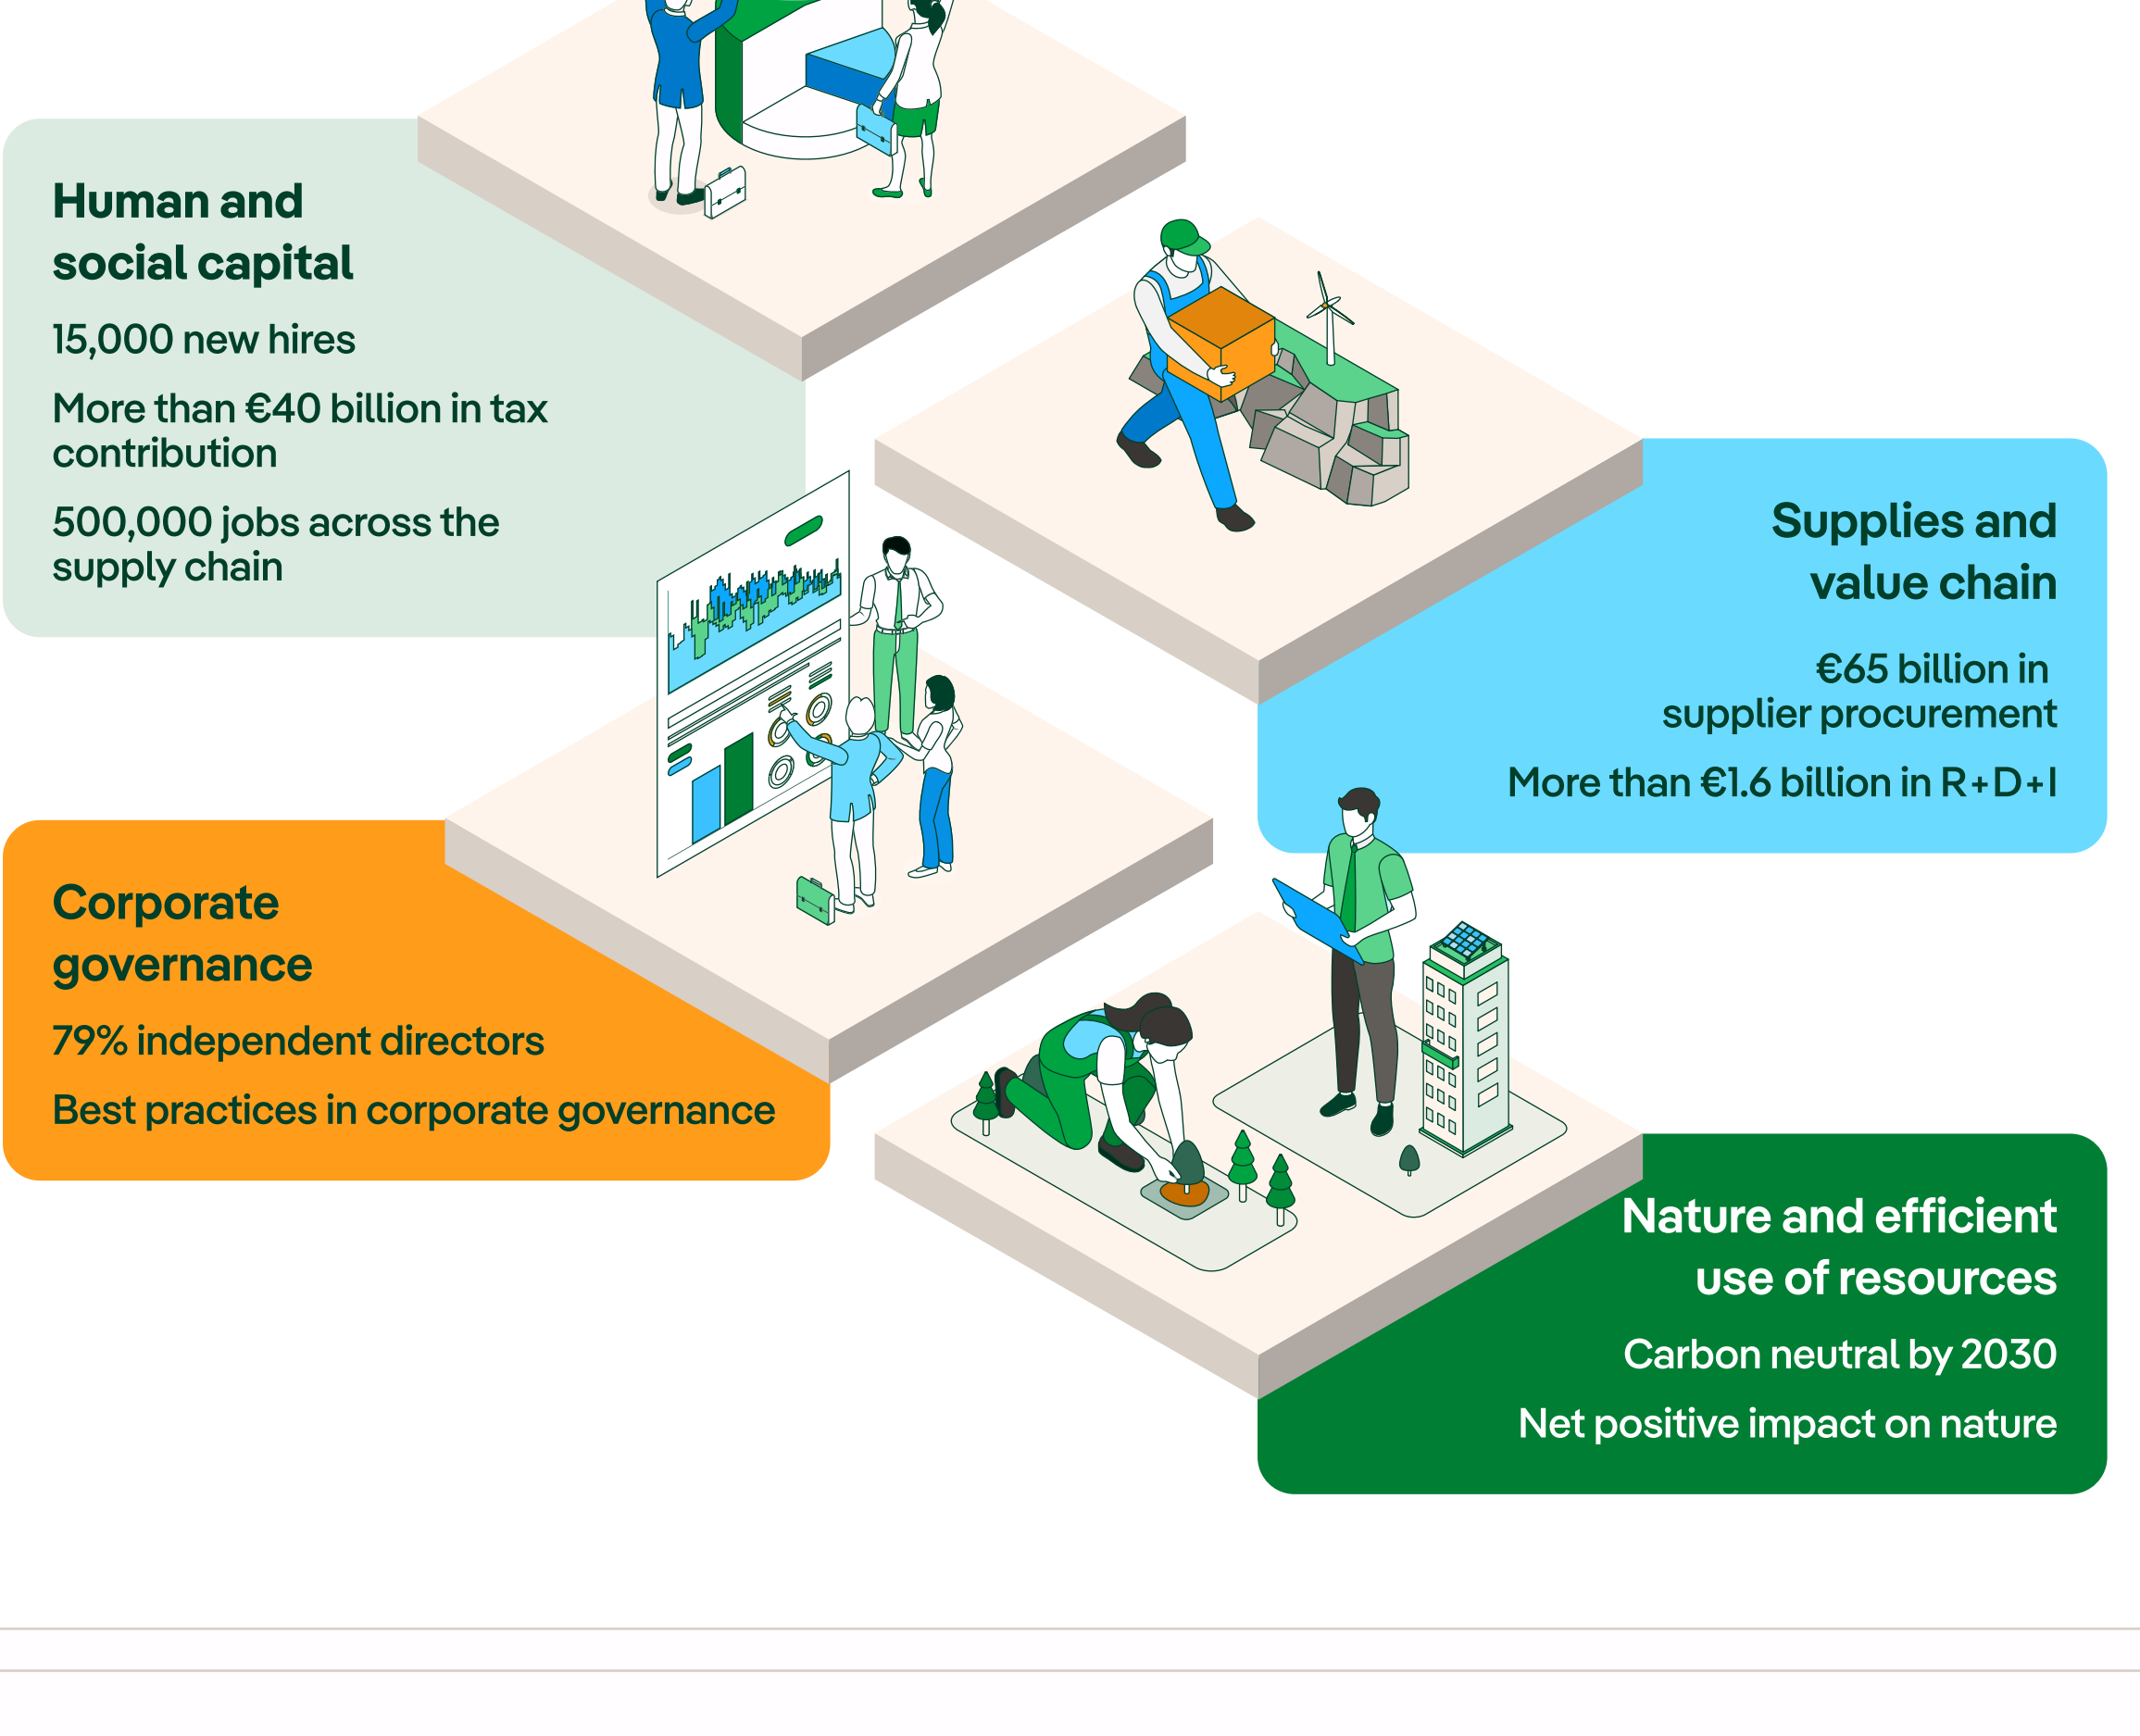 Human and
social capital
15,000 new hires
More than €40 billion in tax
contribution
500,000 jobs across the
supply chain
Supplies and
value chain
€65 billion in
supplier procurement
More than €1.6 billion in R+D+I
Corporate
governance
79% independent directors
Best practices in corporate governance
Nature and efficient
use of resources
Carbon neutral by 2030
Net positive impact on nature